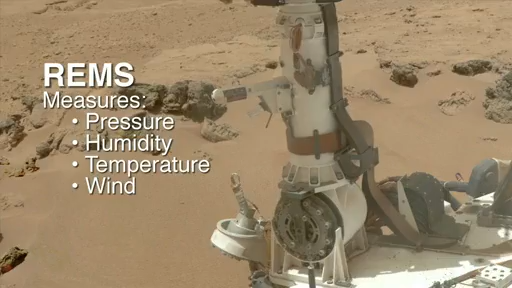 REMS
Measures:
• Pressure
• Humidity
• Temperature
• Wind